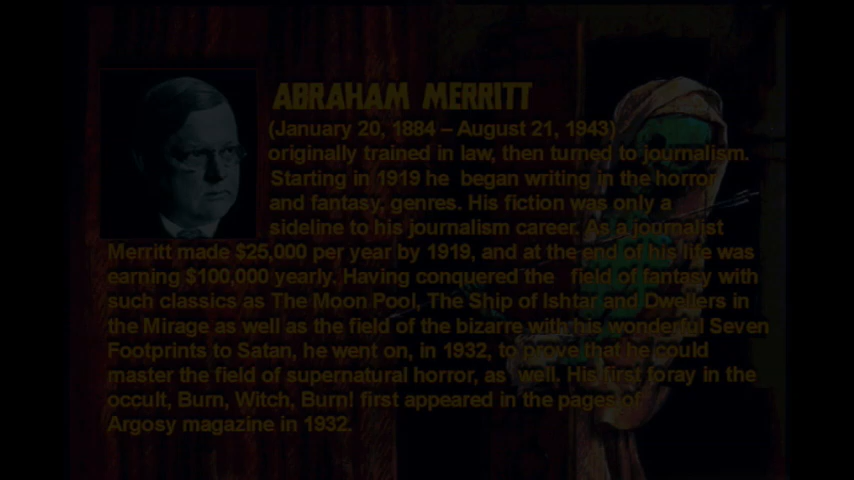 ABRAHAM MERRITT
(January 20, 1884 – August 21, 1943)
originally trained in law, then turned to journalism.
Starting in 1919 he began writing in the horror
and fantasy, genres. His fiction was only a
sideline to his journalism career. As a journalist
Merritt made $25,000 per year by 1919, and at the end of his life was
earning $100,000 yearly. Having conquered the field of fantasy with
such classics as The Moon Pool, The Ship of Ishtar and Dwellers in
the Mirage as well as the field of the bizarre with his wonderful Seven
Footprints to Satan, he went on, in 1932, to prove that he could
master the field of supernatural horror, as well. His first foray in the
occult, Burn, Witch, Burn! first appeared in the pages of
Argosy magazine in 1932.